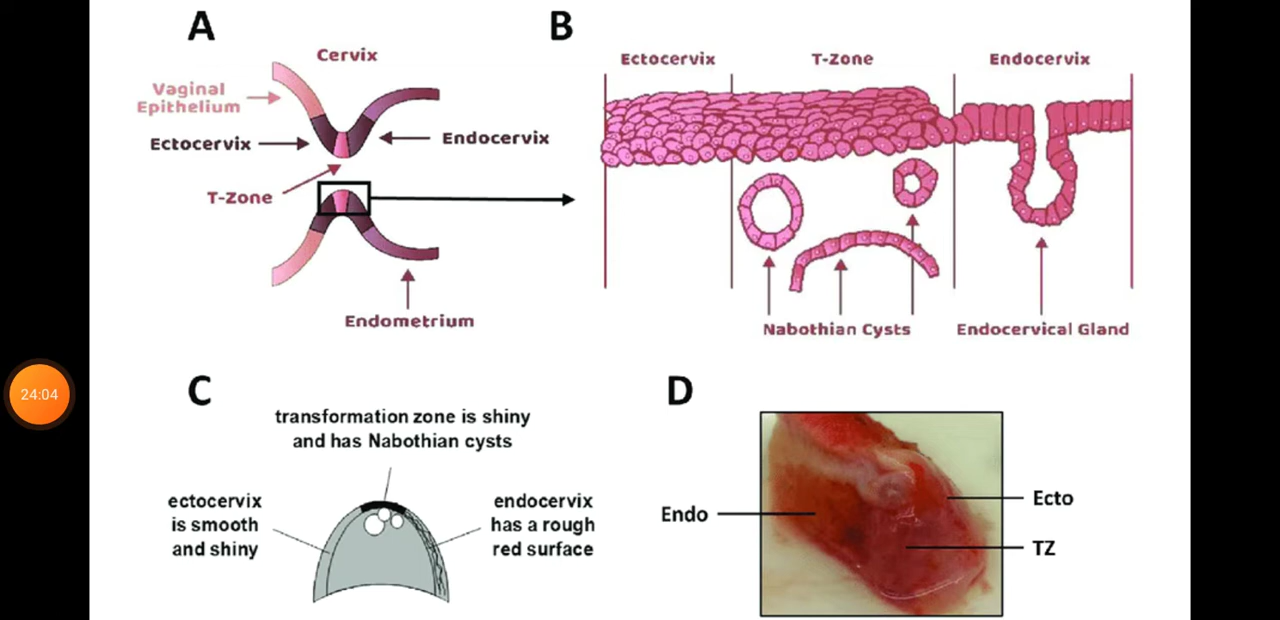 A
Cervix
Vaginal
Epithelium
Ectocervix
Endocervix
T-Zone
Endometrium
B
Ectocervix
T-Zone
Endocervix
Nabothian Cysts
Endocervical Gland
24:04
C
transformation zone is shiny
and has Nabothian cysts
ectocervix
is smooth
and shiny
endocervix
has a rough
red surface
D
Endo
Ecto
TZ